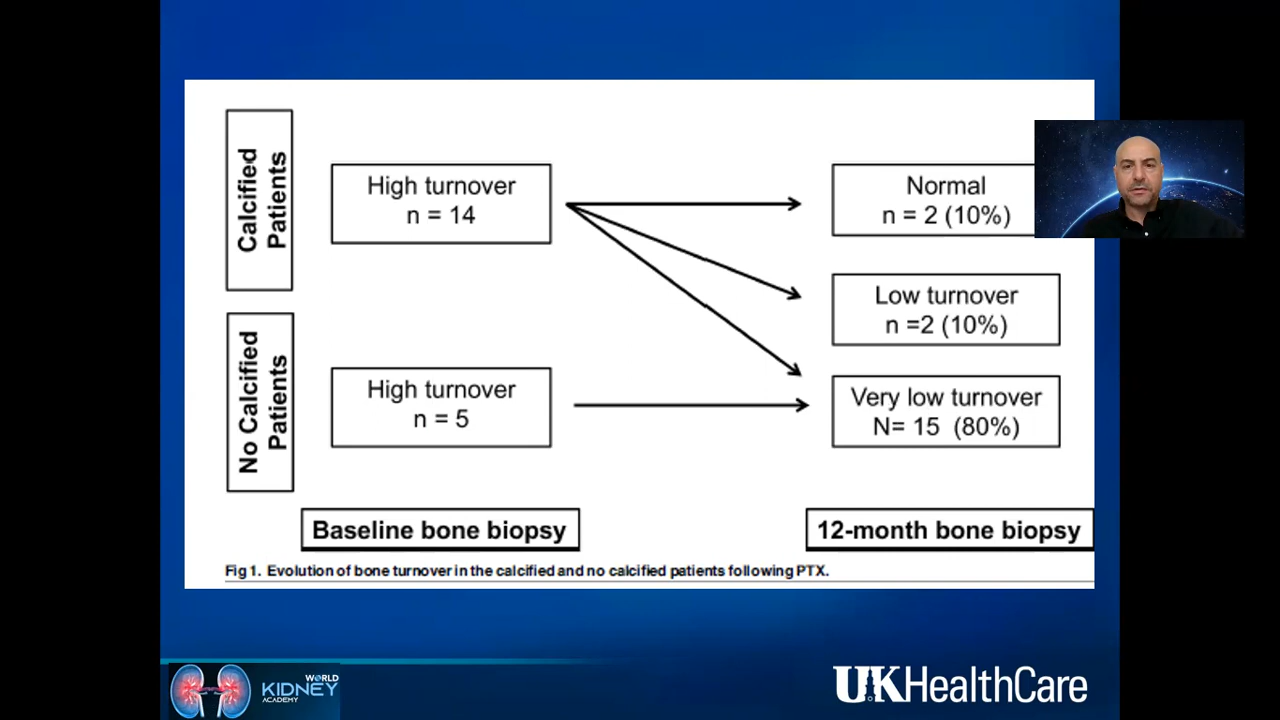 Calcified
Patients
High turnover
n = 14
Normal
n = 2 (10%)
Low turnover
n =2 (10%)
No Calcified
Patients
High turnover
n = 5
Very low turnover
N= 15 (80%)
Baseline bone biopsy
12-month bone biopsy
Fig 1. Evolution of bone turnover in the calcified and no calcified patients following PTX.
WORLD
KIDNEY
ACADEMY
UKHealthCare